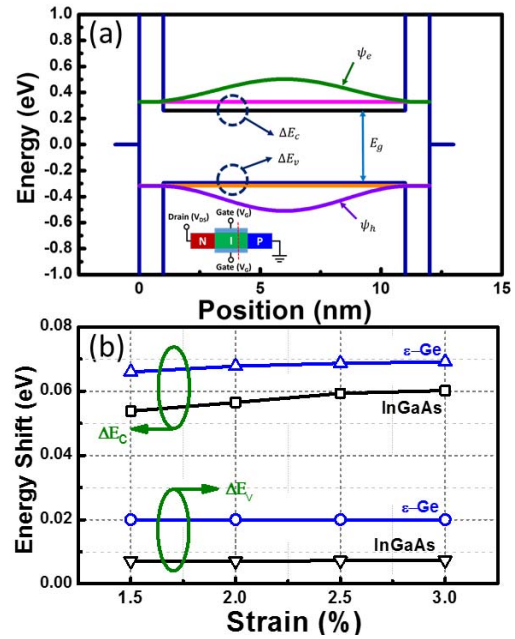 (a)
Energy (eV)
1.0
0.8
0.6
0.4
0.2
0.0
-0.2
-0.4
-0.6
-0.8
-1.0
ψe
ΔEc
ΔEv
Eg
ψh
Gate (VG)
Drain (VDS)
N I P
Gate (VG)
0 5 10 15
Position (nm)
(b)
Energy Shift (eV)
0.08
0.06
0.04
0.02
0.00
ε–Ge
InGaAs
ΔEC
ΔEV
ε–Ge
InGaAs
1.5 2.0 2.5 3.0
Strain (%)